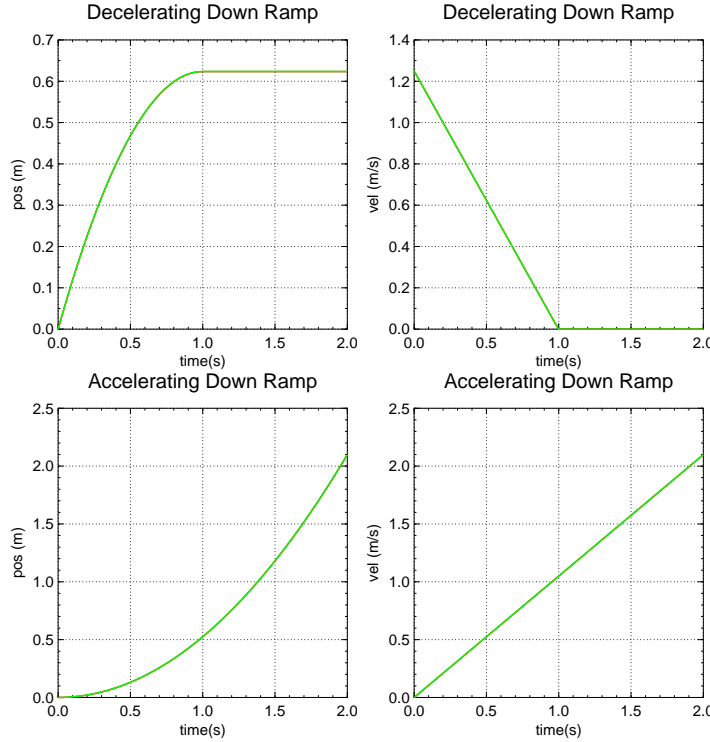 Decelerating Down Ramp
0.7
0.6
0.5
0.4
0.3
0.2
0.1
0.0
pos (m)
0.0 0.5 1.0 1.5 2.0
time(s)
Decelerating Down Ramp
1.4
1.2
1.0
0.8
0.6
0.4
0.2
0.0
vel (m/s)
0.0 0.5 1.0 1.5 2.0
time(s)
Accelerating Down Ramp
2.5
2.0
1.5
1.0
0.5
0.0
pos (m)
0.0 0.5 1.0 1.5 2.0
time(s)
Accelerating Down Ramp
2.5
2.0
1.5
1.0
0.5
0.0
vel (m/s)
0.0 0.5 1.0 1.5 2.0
time(s)